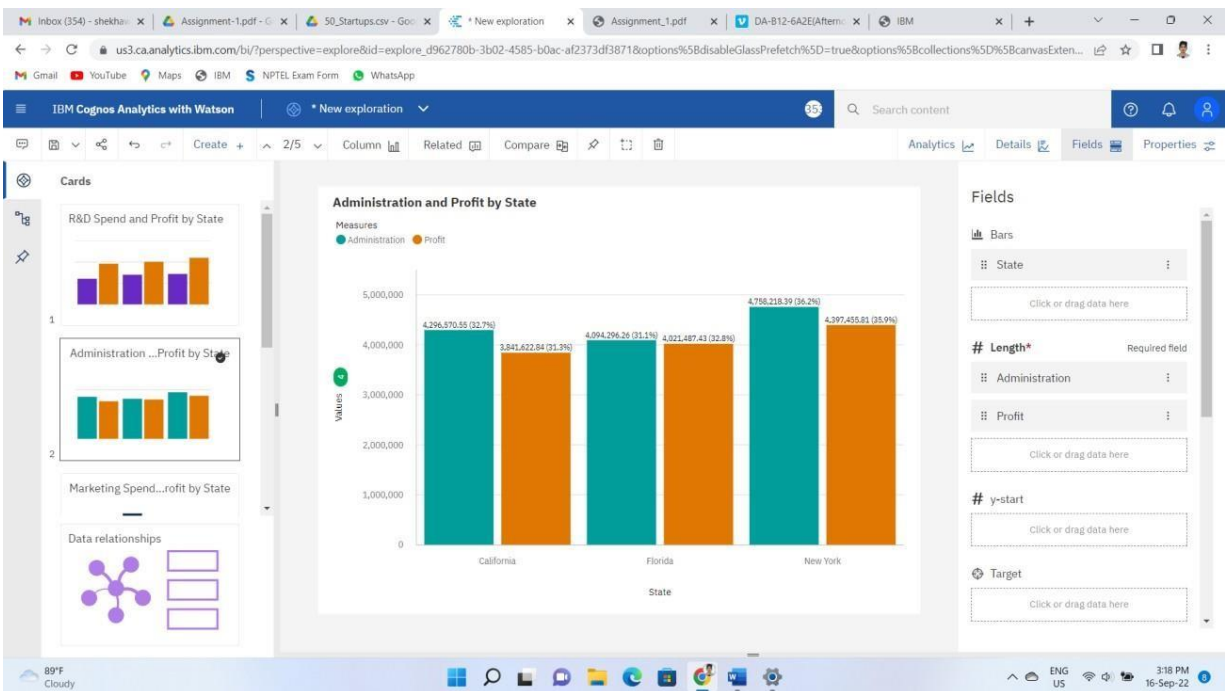 Inbox (354) - shekha
Assignment-1.pdf - G
50_Startups.csv - Goo
* New exploration
Assignment_1.pdf
DA-B12-6A2E(Aftern
IBM
us3.ca.analytics.ibm.com/bi/?perspective=explore&id=explore_d962780b-3b02-4585-b0ac-af2373df3871&options%5BdisableGlassPrefetch%5D=true&options%5Bcollections%5D%5BcanvasExten...
Gmail YouTube Maps IBM NPTEL Exam Form WhatsApp
IBM Cognos Analytics with Watson * New exploration 35 Search content
Create + 2/5 Column Related Compare Analytics Details Fields Properties
Cards
R&D Spend and Profit by State
1
Administration ...Profit by State
2
Marketing Spend...rofit by State
Data relationships
Administration and Profit by State
Measures
Administration Profit
Values
4
5,000,000
4,000,000
3,000,000
2,000,000
1,000,000
0
4,296,570.55 (32.7%)
3,841,622.84 (31.3%)
4,094,296.26 (31.1%)
4,021,487.43 (32.8%)
4,758,218.39 (36.2%)
4,397,455.81 (35.9%)
California Florida New York
State
Fields
Bars
State
Click or drag data here
# Length* Required field
Administration
Profit
Click or drag data here
# y-start
Click or drag data here
Target
Click or drag data here
89°F
Cloudy
ENG
US
3:18 PM
16-Sep-22
8